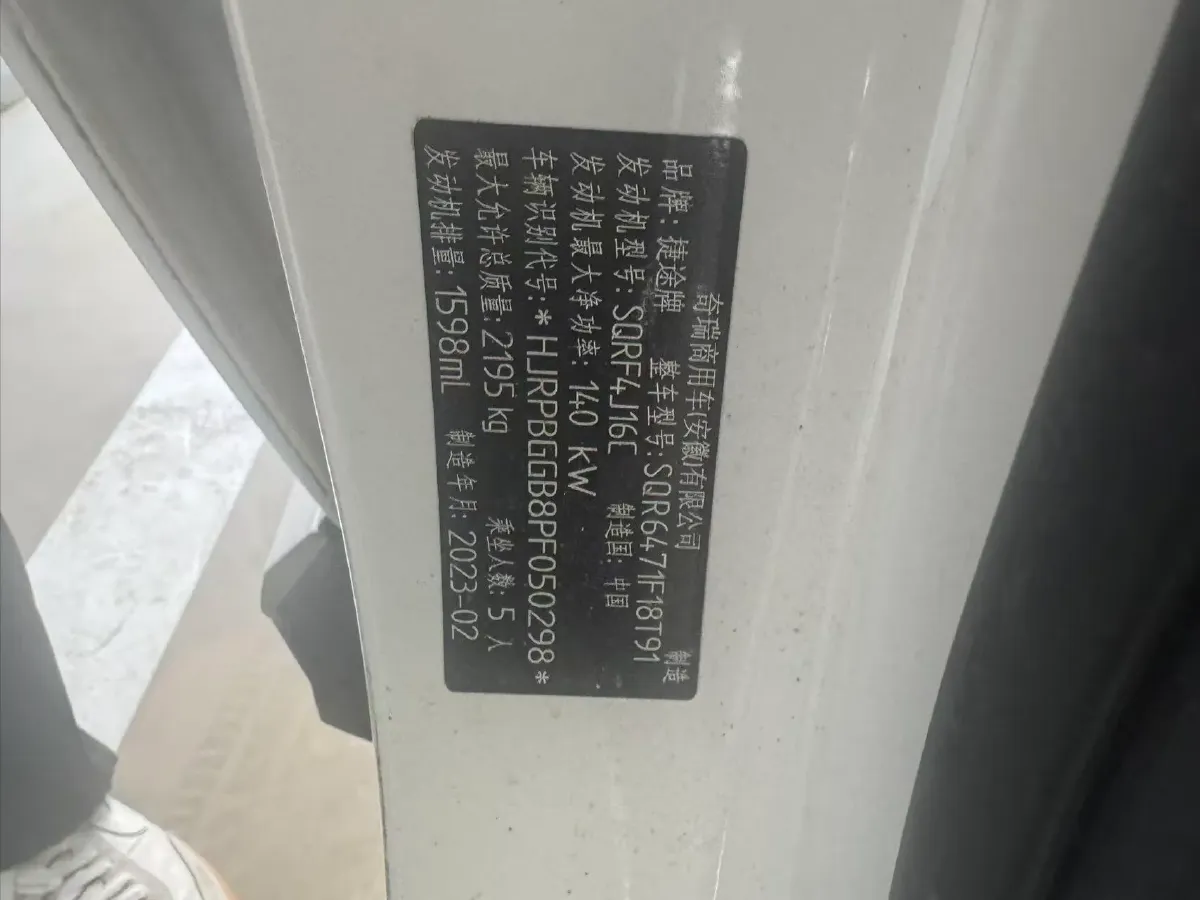 奇瑞商用车(安徽)有限公司 制造
品牌：捷途牌 整车型号:SQR6471F18T91
发动机型号:SQRF4J16C 制造国：中国
发动机最大净功率：140 kW
车辆识别代号:*HJRPBGGB8PF050298*
最大允许总质量:2195 kg 乘坐人数：5 人
发动机排量：1598mL 制造年月：2023-02